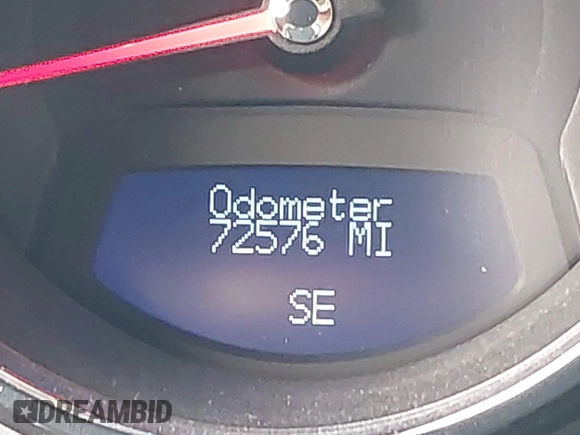 Odometer
72576 MI
SE
DREAMBID